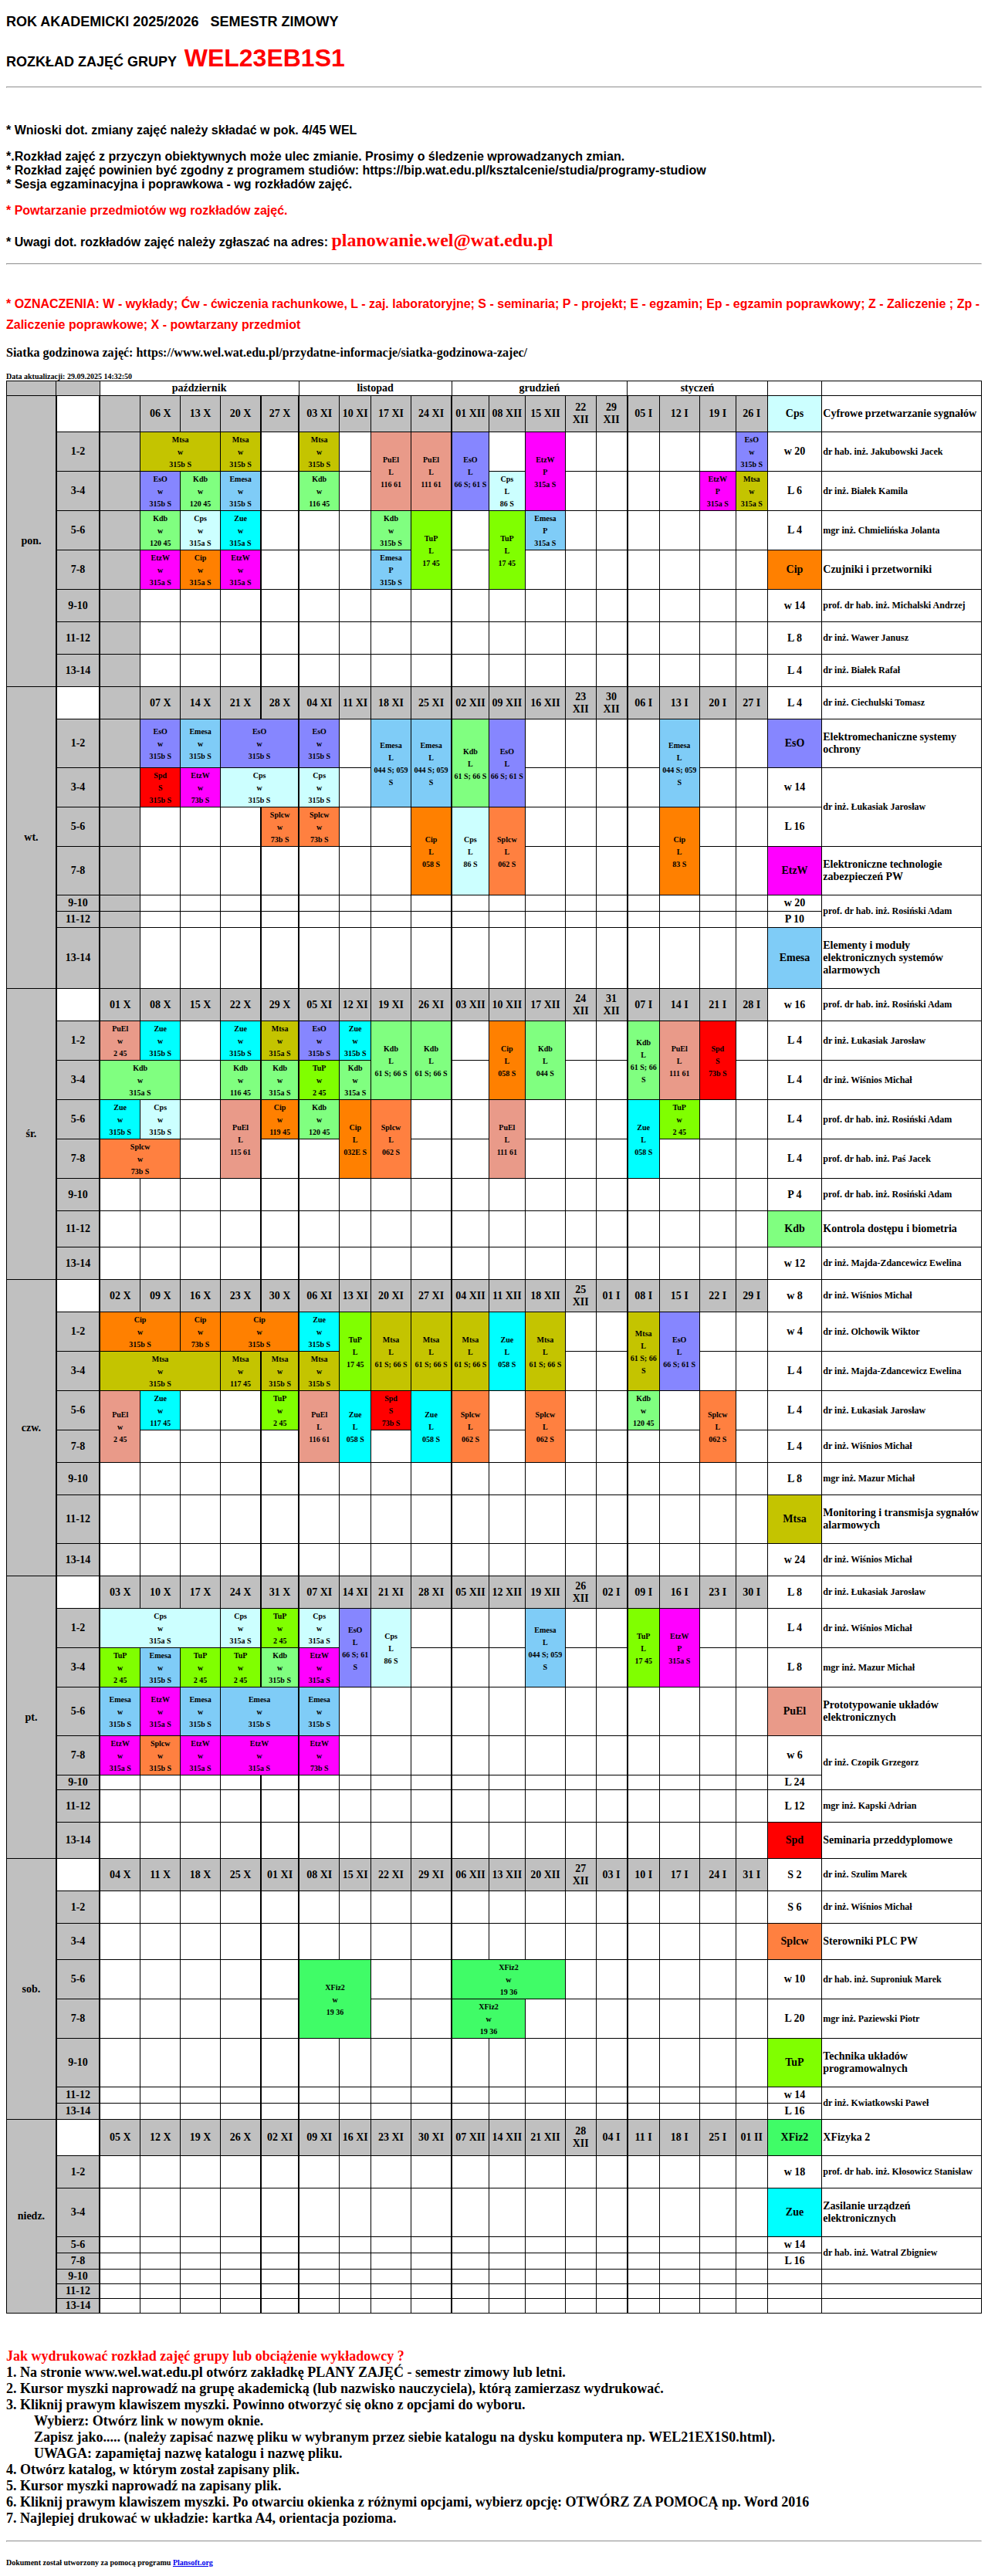 ROK AKADEMICKI 2025/2026   SEMESTR ZIMOWY
ROZKŁAD ZAJĘĆ GRUPY  WEL23EB1S1
* Wnioski dot. zmiany zajęć należy składać w pok. 4/45 WEL
*.Rozkład zajęć z przyczyn obiektywnych może ulec zmianie. Prosimy o śledzenie wprowadzanych zmian.
* Rozkład zajęć powinien być zgodny z programem studiów: https://bip.wat.edu.pl/ksztalcenie/studia/programy-studiow
* Sesja egzaminacyjna i poprawkowa - wg rozkładów zajęć.
* Powtarzanie przedmiotów wg rozkładów zajęć.
* Uwagi dot. rozkładów zajęć należy zgłaszać na adres: planowanie.wel@wat.edu.pl
* OZNACZENIA: W - wykłady; Ćw - ćwiczenia rachunkowe, L - zaj. laboratoryjne; S - seminaria; P - projekt; E - egzamin; Ep - egzamin poprawkowy; Z - Zaliczenie ; Zp -
Zaliczenie poprawkowe; X - powtarzany przedmiot
Siatka godzinowa zajęć: https://www.wel.wat.edu.pl/przydatne-informacje/siatka-godzinowa-zajec/
Data aktualizacji: 29.09.2025 14:32:50
październik listopad grudzień styczeń
pon. 06 X 13 X 20 X 27 X 03 XI 10 XI 17 XI 24 XI 01 XII 08 XII 15 XII 22 XII 29 XII 05 I 12 I 19 I 26 I Cps Cyfrowe przetwarzanie sygnałów
1-2 Mtsa w 315b S Mtsa w 315b S Mtsa w 315b S PuEl L 116 61 PuEl L 111 61 EsO L 66 S; 61 S EtzW P 315a S EsO w 315b S w 20 dr hab. inż. Jakubowski Jacek
3-4 EsO w 315b S Kdb w 120 45 Emesa w 315b S Kdb w 116 45 Cps L 86 S EtzW P 315a S Mtsa w 315a S L 6 dr inż. Białek Kamila
5-6 Kdb w 120 45 Cps w 315a S Zue w 315a S Kdb w 315b S TuP L 17 45 TuP L 17 45 Emesa P 315a S L 4 mgr inż. Chmielińska Jolanta
7-8 EtzW w 315a S Cip w 315a S EtzW w 315a S Emesa P 315b S Cip Czujniki i przetworniki
9-10 w 14 prof. dr hab. inż. Michalski Andrzej
11-12 L 8 dr inż. Wawer Janusz
13-14 L 4 dr inż. Białek Rafał
wt. 07 X 14 X 21 X 28 X 04 XI 11 XI 18 XI 25 XI 02 XII 09 XII 16 XII 23 XII 30 XII 06 I 13 I 20 I 27 I L 4 dr inż. Ciechulski Tomasz
1-2 EsO w 315b S Emesa w 315b S EsO w 315b S EsO w 315b S Emesa L 044 S; 059 S Emesa L 044 S; 059 S Kdb L 61 S; 66 S EsO L 66 S; 61 S Emesa L 044 S; 059 S EsO Elektromechaniczne systemy ochrony
3-4 Spd S 315b S EtzW w 73b S Cps w 315b S Cps w 315b S w 14 dr inż. Łukasiak Jarosław
5-6 Splcw w 73b S Splcw w 73b S Cip L 058 S Cps L 86 S Splcw L 062 S Cip L 83 S L 16
7-8 EtzW Elektroniczne technologie zabezpieczeń PW
9-10 w 20 prof. dr hab. inż. Rosiński Adam
11-12 P 10
13-14 Emesa Elementy i moduły elektronicznych systemów alarmowych
śr. 01 X 08 X 15 X 22 X 29 X 05 XI 12 XI 19 XI 26 XI 03 XII 10 XII 17 XII 24 XII 31 XII 07 I 14 I 21 I 28 I w 16 prof. dr hab. inż. Rosiński Adam
1-2 PuEl w 2 45 Zue w 315b S Zue w 315b S Mtsa w 315a S EsO w 315b S Zue w 315b S Kdb L 61 S; 66 S Kdb L 61 S; 66 S Cip L 058 S Kdb L 044 S Kdb L 61 S; 66 S PuEl L 111 61 Spd S 73b S L 4 dr inż. Łukasiak Jarosław
3-4 Kdb w 315a S Kdb w 116 45 Kdb w 315a S TuP w 2 45 Kdb w 315a S L 4 dr inż. Wiśnios Michał
5-6 Zue w 315b S Cps w 315b S PuEl L 115 61 Cip w 119 45 Kdb w 120 45 Cip L 032E S Splcw L 062 S PuEl L 111 61 Zue L 058 S TuP w 2 45 L 4 prof. dr hab. inż. Rosiński Adam
7-8 Splcw w 73b S L 4 prof. dr hab. inż. Paś Jacek
9-10 P 4 prof. dr hab. inż. Rosiński Adam
11-12 Kdb Kontrola dostępu i biometria
13-14 w 12 dr inż. Majda-Zdancewicz Ewelina
czw. 02 X 09 X 16 X 23 X 30 X 06 XI 13 XI 20 XI 27 XI 04 XII 11 XII 18 XII 25 XII 01 I 08 I 15 I 22 I 29 I w 8 dr inż. Wiśnios Michał
1-2 Cip w 315b S Cip w 73b S Cip w 315b S Zue w 315b S TuP L 17 45 Mtsa L 61 S; 66 S Mtsa L 61 S; 66 S Mtsa L 61 S; 66 S Zue L 058 S Mtsa L 61 S; 66 S Mtsa L 61 S; 66 S EsO L 66 S; 61 S w 4 dr inż. Olchowik Wiktor
3-4 Mtsa w 315b S Mtsa w 117 45 Mtsa w 315b S Mtsa w 315b S L 4 dr inż. Majda-Zdancewicz Ewelina
5-6 PuEl w 2 45 Zue w 117 45 TuP w 2 45 PuEl L 116 61 Zue L 058 S Spd S 73b S Zue L 058 S Splcw L 062 S Splcw L 062 S Kdb w 120 45 Splcw L 062 S L 4 dr inż. Łukasiak Jarosław
7-8 L 4 dr inż. Wiśnios Michał
9-10 L 8 mgr inż. Mazur Michał
11-12 Mtsa Monitoring i transmisja sygnałów alarmowych
13-14 w 24 dr inż. Wiśnios Michał
pt. 03 X 10 X 17 X 24 X 31 X 07 XI 14 XI 21 XI 28 XI 05 XII 12 XII 19 XII 26 XII 02 I 09 I 16 I 23 I 30 I L 8 dr inż. Łukasiak Jarosław
1-2 Cps w 315a S Cps w 315a S TuP w 2 45 Cps w 315a S EsO L 66 S; 61 S Cps L 86 S Emesa L 044 S; 059 S TuP L 17 45 EtzW P 315a S L 4 dr inż. Wiśnios Michał
3-4 TuP w 2 45 Emesa w 315b S TuP w 2 45 TuP w 2 45 Kdb w 315b S EtzW w 315a S L 8 mgr inż. Mazur Michał
5-6 Emesa w 315b S EtzW w 315a S Emesa w 315b S Emesa w 315b S Emesa w 315b S PuEl Prototypowanie układów elektronicznych
7-8 EtzW w 315a S Splcw w 315b S EtzW w 315a S EtzW w 315a S EtzW w 73b S w 6 dr inż. Czopik Grzegorz
9-10 L 24
11-12 L 12 mgr inż. Kapski Adrian
13-14 Spd Seminaria przeddyplomowe
sob. 04 X 11 X 18 X 25 X 01 XI 08 XI 15 XI 22 XI 29 XI 06 XII 13 XII 20 XII 27 XII 03 I 10 I 17 I 24 I 31 I S 2 dr inż. Szulim Marek
1-2 S 6 dr inż. Wiśnios Michał
3-4 Splcw Sterowniki PLC PW
5-6 XFiz2 w 19 36 XFiz2 w 19 36 w 10 dr hab. inż. Suproniuk Marek
7-8 XFiz2 w 19 36 L 20 mgr inż. Paziewski Piotr
9-10 TuP Technika układów programowalnych
11-12 w 14 dr inż. Kwiatkowski Paweł
13-14 L 16
niedz. 05 X 12 X 19 X 26 X 02 XI 09 XI 16 XI 23 XI 30 XI 07 XII 14 XII 21 XII 28 XII 04 I 11 I 18 I 25 I 01 II XFiz2 XFizyka 2
1-2 w 18 prof. dr hab. inż. Kłosowicz Stanisław
3-4 Zue Zasilanie urządzeń elektronicznych
5-6 w 14 dr hab. inż. Watral Zbigniew
7-8 L 16
9-10
11-12
13-14
Jak wydrukować rozkład zajęć grupy lub obciążenie wykładowcy ?
1. Na stronie www.wel.wat.edu.pl otwórz zakładkę PLANY ZAJĘĆ - semestr zimowy lub letni.
2. Kursor myszki naprowadź na grupę akademicką (lub nazwisko nauczyciela), którą zamierzasz wydrukować.
3. Kliknij prawym klawiszem myszki. Powinno otworzyć się okno z opcjami do wyboru.
Wybierz: Otwórz link w nowym oknie.
Zapisz jako..... (należy zapisać nazwę pliku w wybranym przez siebie katalogu na dysku komputera np. WEL21EX1S0.html).
UWAGA: zapamiętaj nazwę katalogu i nazwę pliku.
4. Otwórz katalog, w którym został zapisany plik.
5. Kursor myszki naprowadź na zapisany plik.
6. Kliknij prawym klawiszem myszki. Po otwarciu okienka z różnymi opcjami, wybierz opcję: OTWÓRZ ZA POMOCĄ np. Word 2016
7. Najlepiej drukować w układzie: kartka A4, orientacja pozioma.
Dokument został utworzony za pomocą programu Plansoft.org